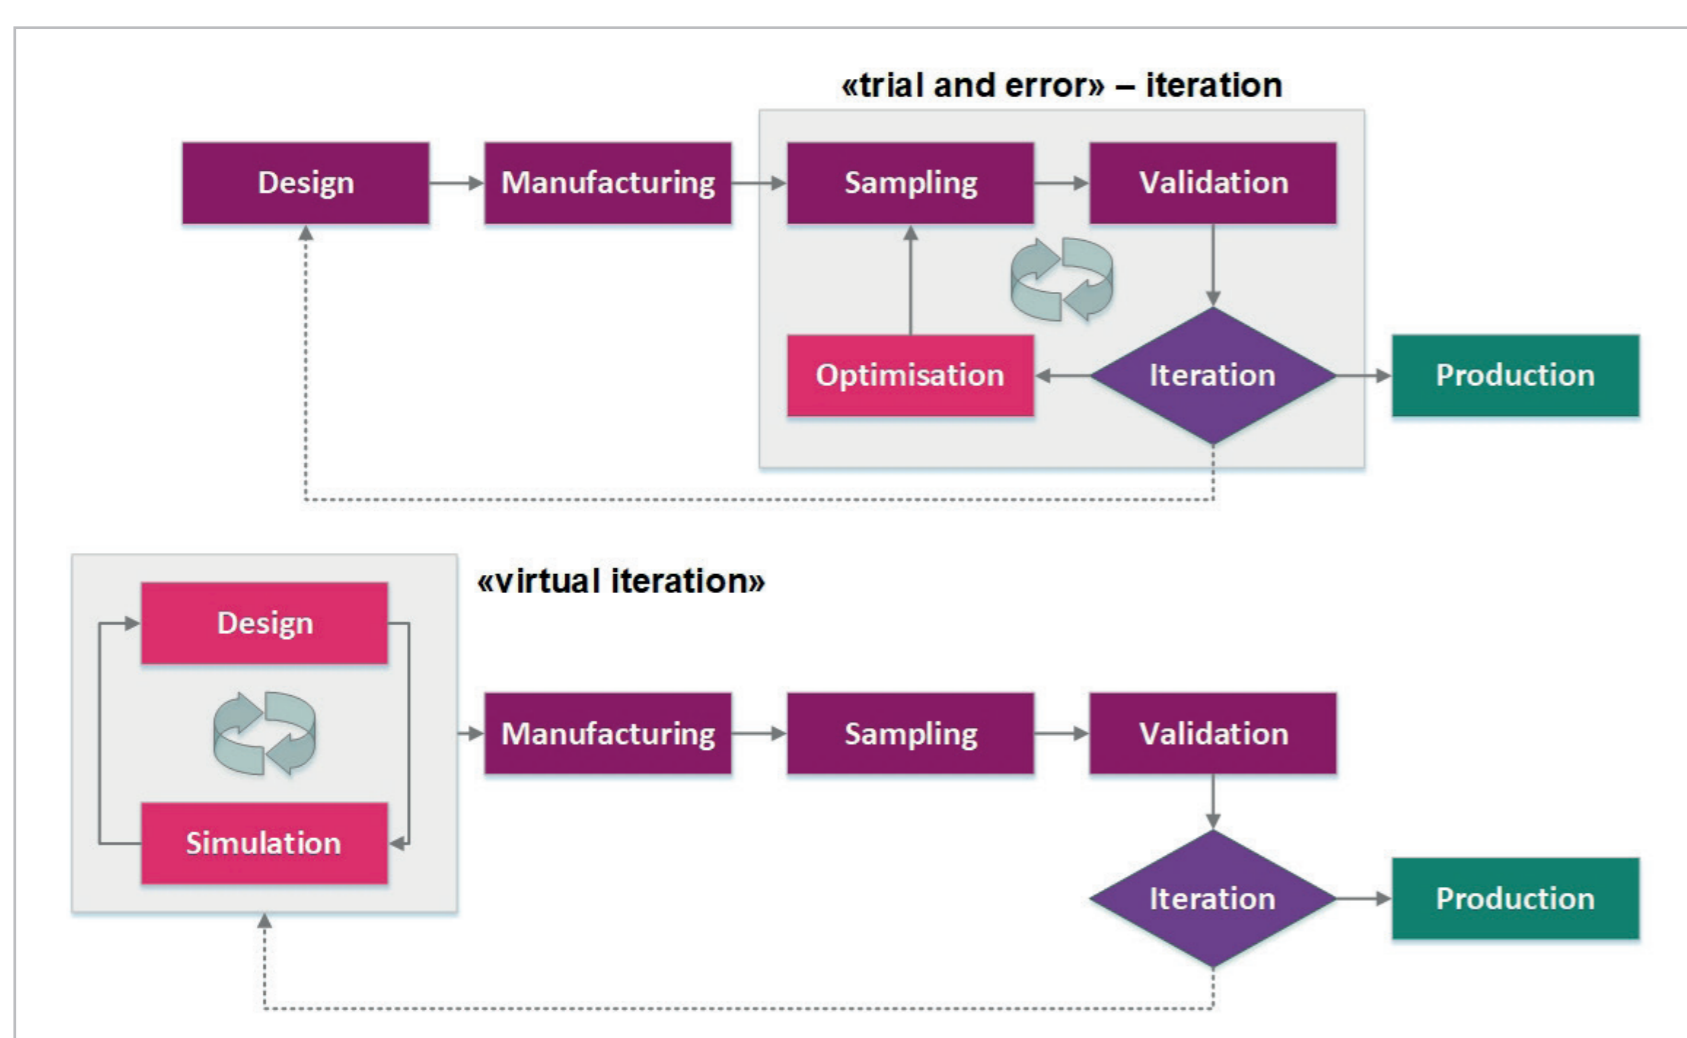 «trial and error» – iteration
Design
Manufacturing
Sampling
Validation
Optimisation
Iteration
Production
«virtual iteration»
Design
Simulation
Manufacturing
Sampling
Validation
Iteration
Production